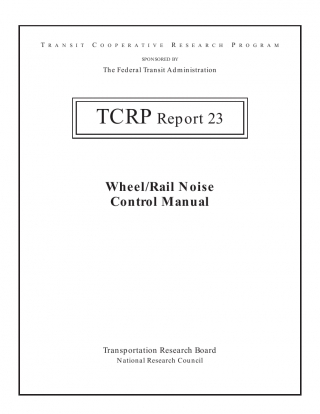 TRANSIT COOPERATIVE RESEARCH PROGRAM
SPONSORED BY
The Federal Transit Administration
TCRP Report 23
Wheel/Rail Noise
Control Manual
Transportation Research Board
National Research Council